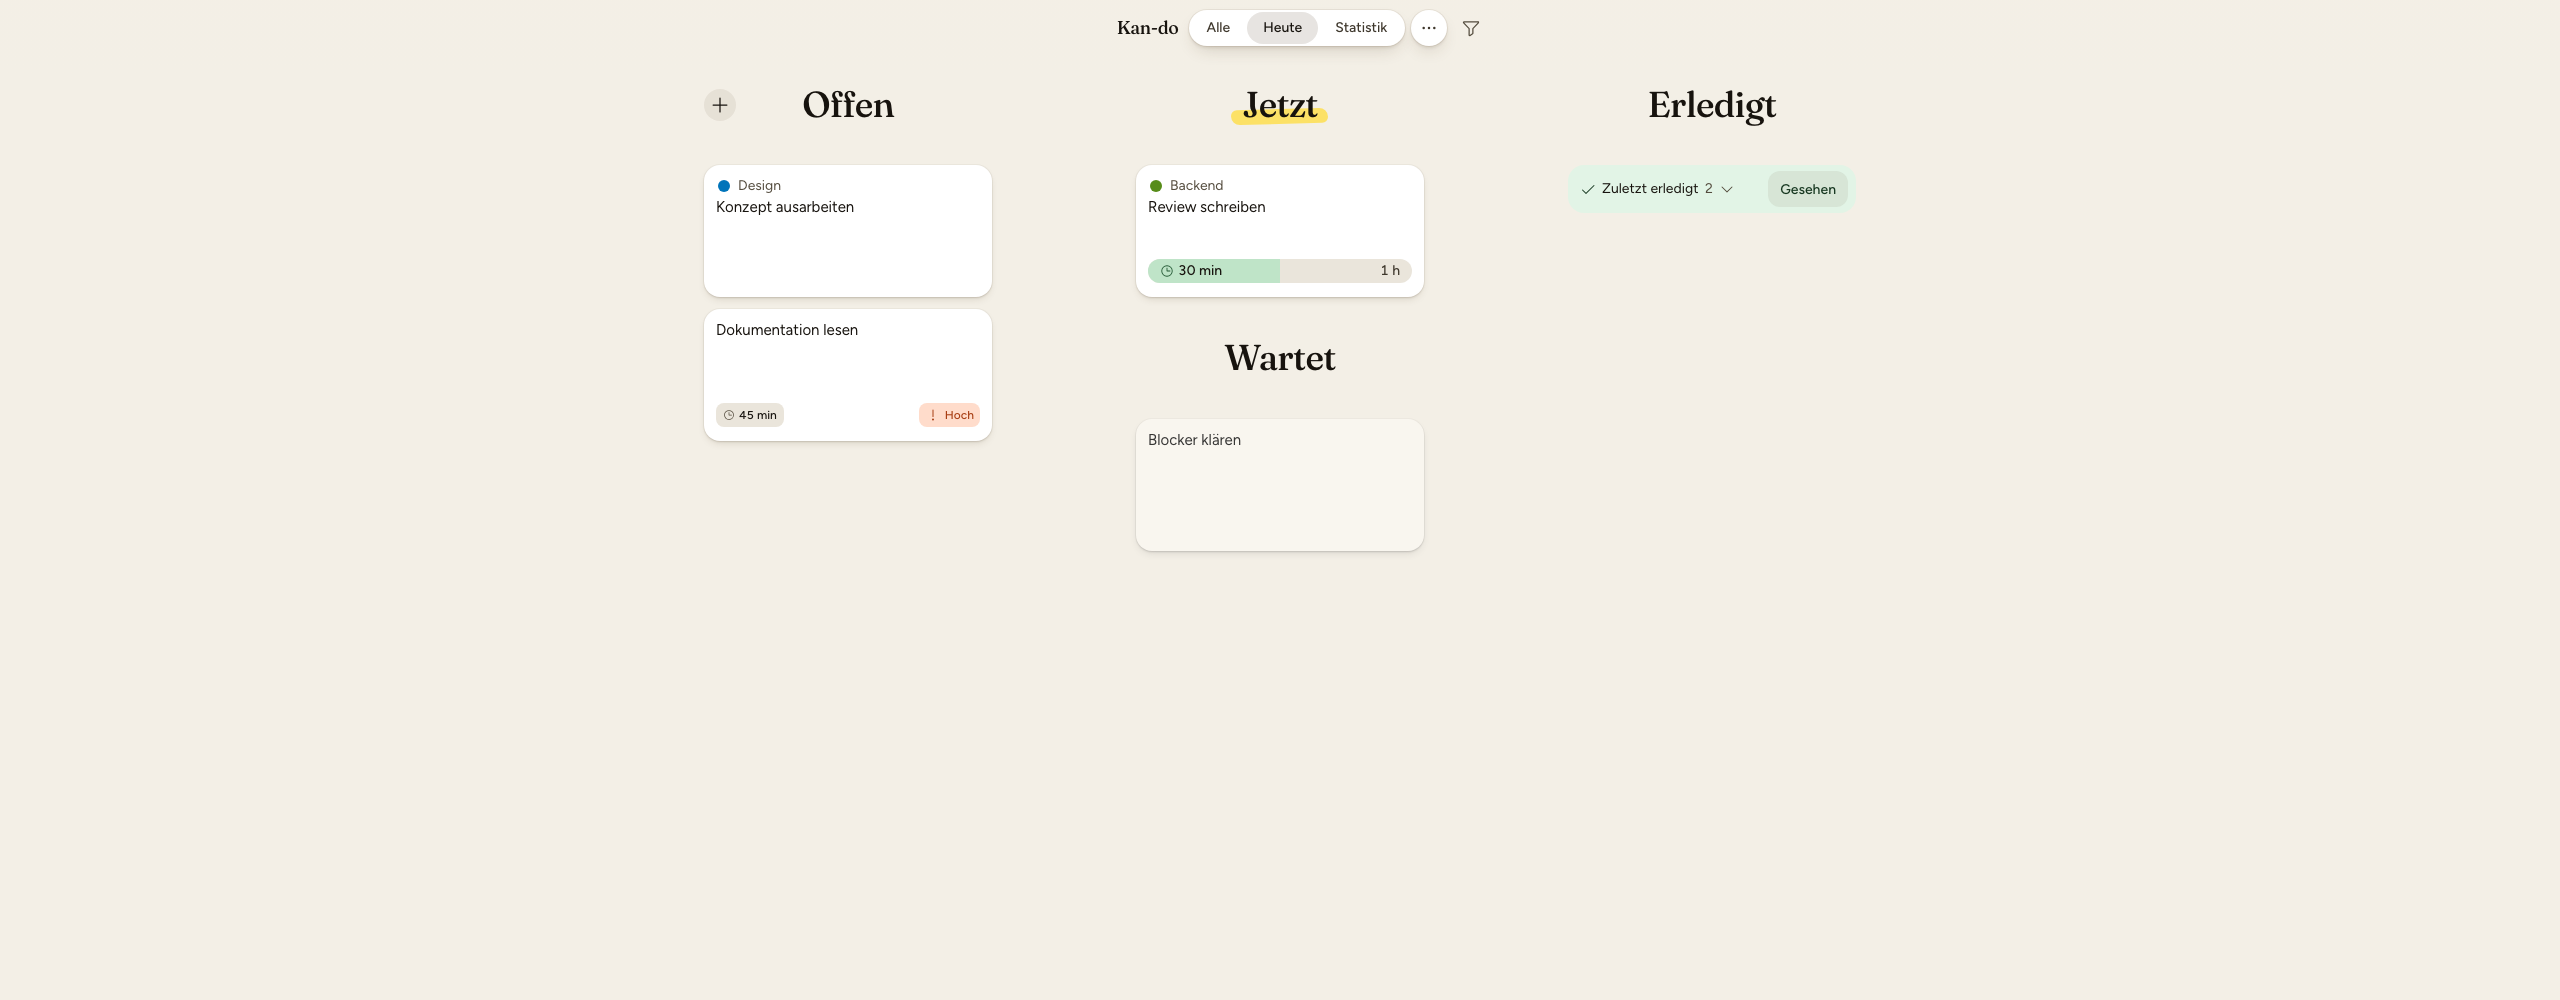 Kan-do
Alle
Heute
Statistik
Offen
Design
Konzept ausarbeiten
Dokumentation lesen
45 min
! Hoch
Jetzt
Backend
Review schreiben
30 min
1 h
Wartet
Blocker klären
Erledigt
Zuletzt erledigt 2
Gesehen